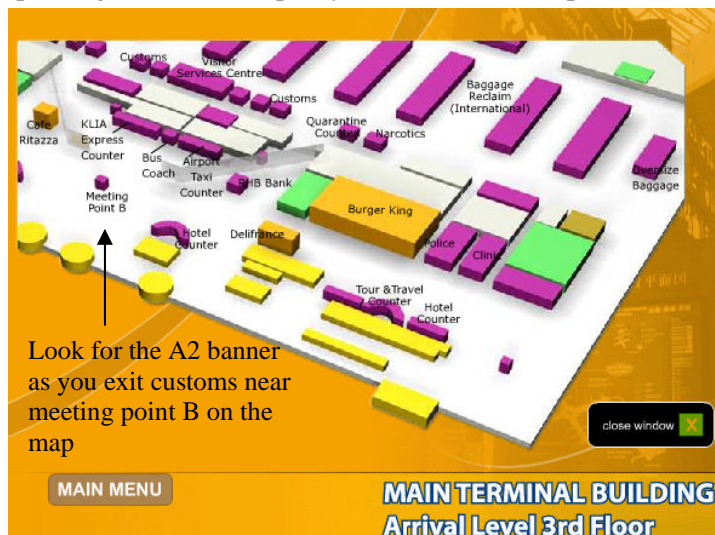 Customs
Visitor
Services Centre
Customs
Baggage
Reclaim
(International)
Cafe
Ritazza
KLIA
Express
Counter
Quarantine
Counter
Narcotics
Bus
Coach
Airport
Taxi
Counter
RHB Bank
Oversize
Baggage
Meeting
Point B
Burger King
Hotel
Counter
Delifrance
Police
Clinic
Tour &Travel
Counter
Hotel
Counter
Look for the A2 banner
as you exit customs near
meeting point B on the
map
close window X
MAIN MENU
MAIN TERMINAL BUILDING
Arrival Level 3rd Floor